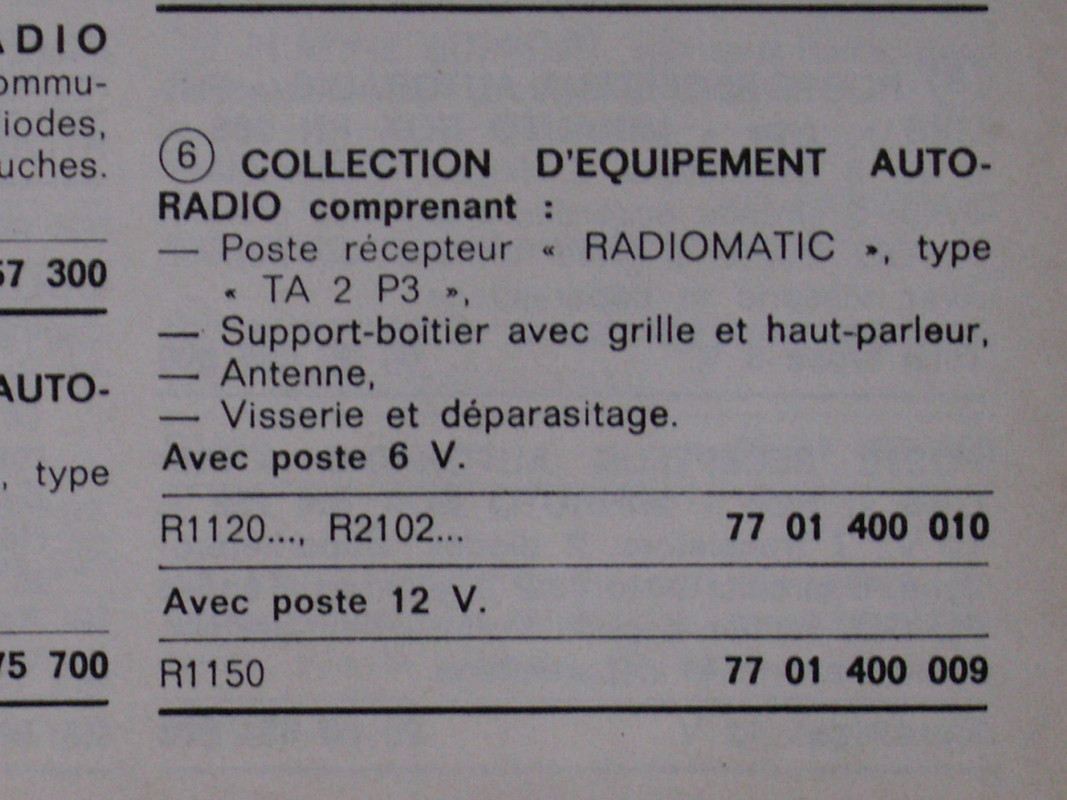 ADIO
ommu-
iodes,
uches.
57 300
AUTO-
, type
75 700
⑥ COLLECTION D'EQUIPEMENT AUTO-
RADIO comprenant :
— Poste récepteur « RADIOMATIC », type
« TA 2 P3 »,
— Support-boîtier avec grille et haut-parleur,
— Antenne,
— Visserie et déparasitage.
Avec poste 6 V.
R1120..., R2102... 77 01 400 010
Avec poste 12 V.
R1150 77 01 400 009